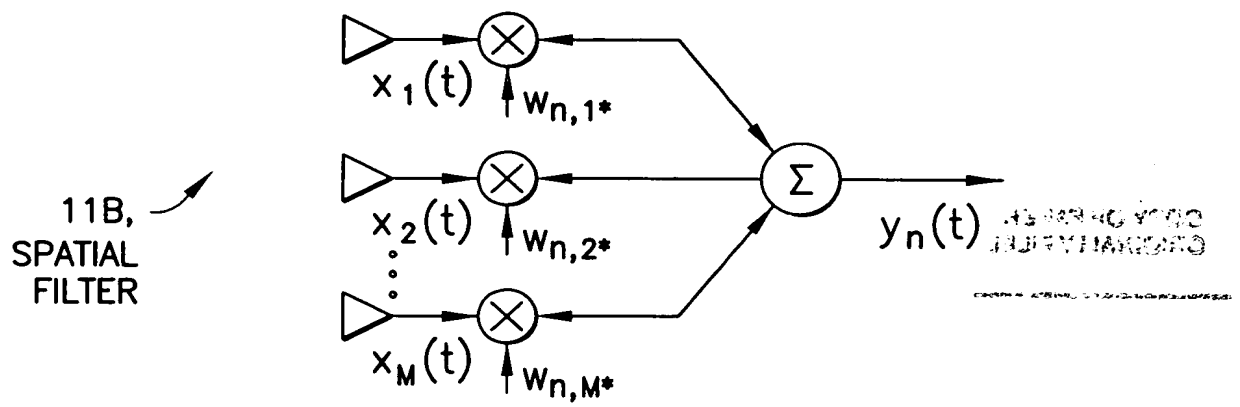 x1(t)
wn,1*
x2(t)
wn,2*
xM(t)
wn,M*
Σ
yn(t)
11B,
SPATIAL
FILTER